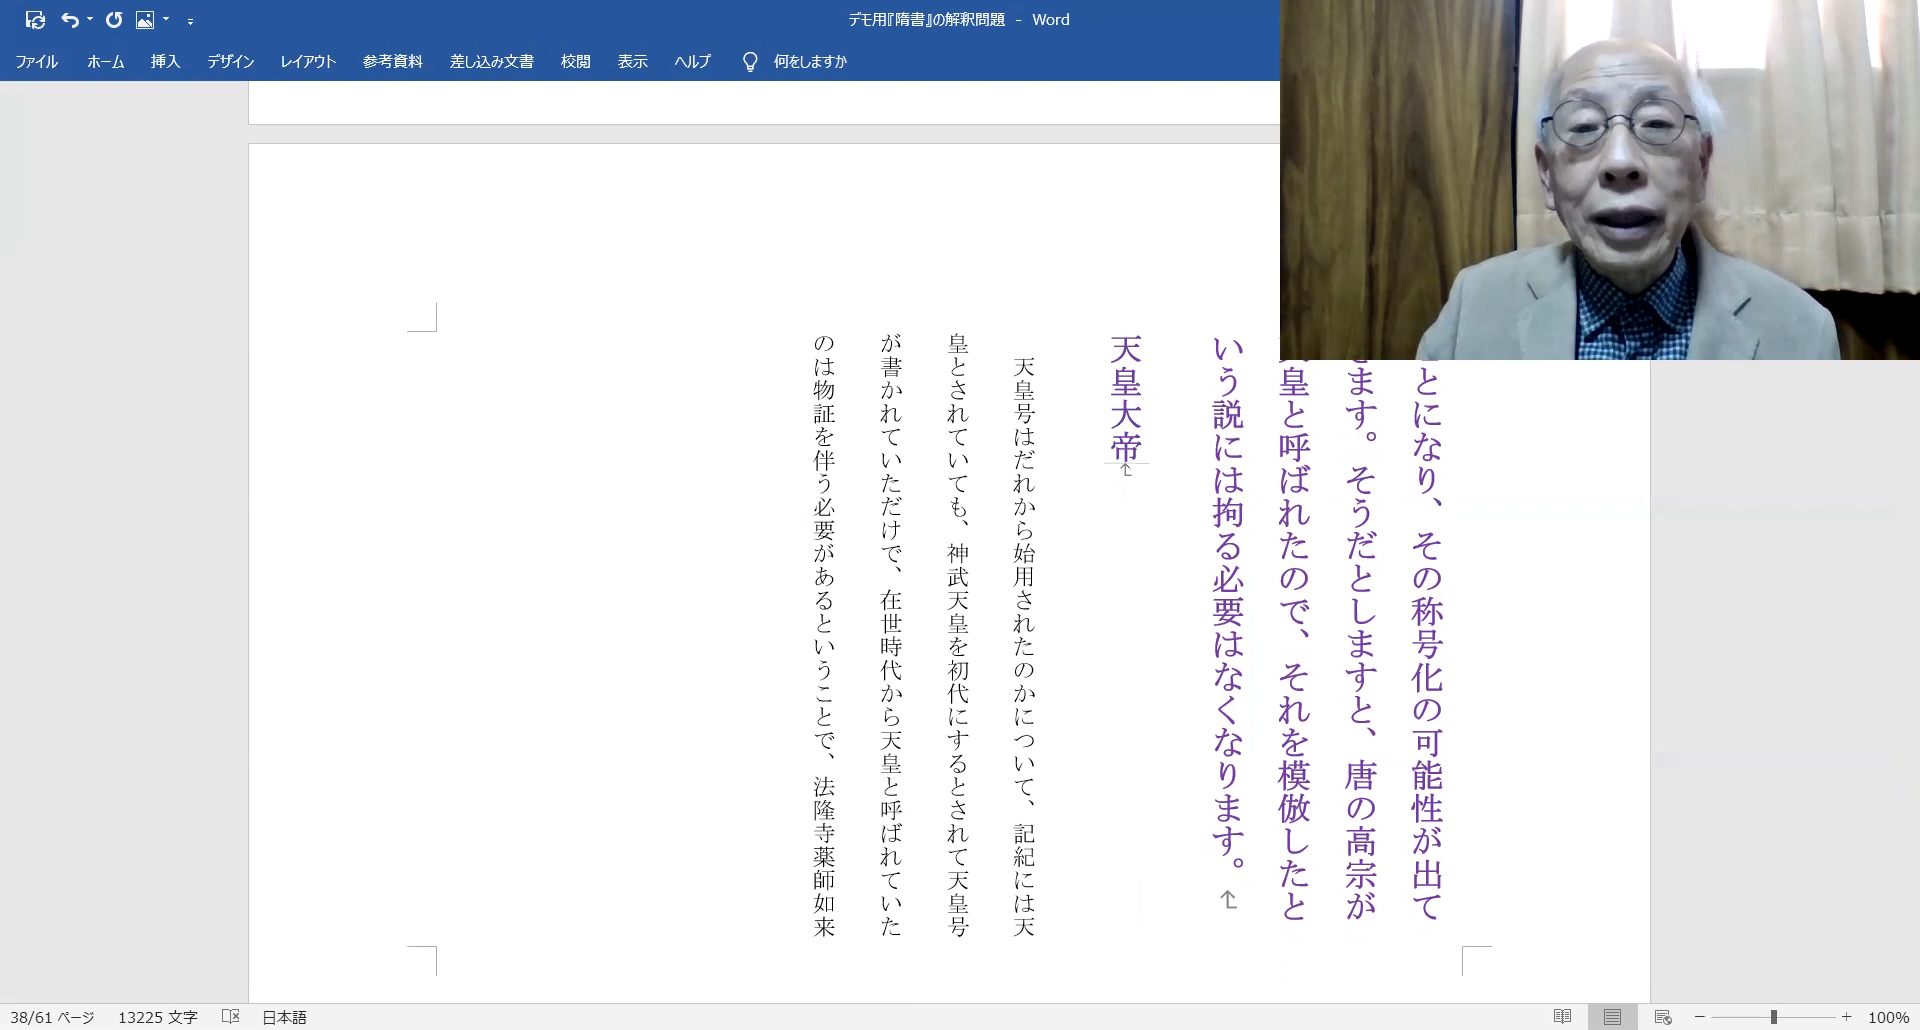 デモ用『隋書』の解釈問題 - Word
ファイル ホーム 挿入 デザイン レイアウト 参考資料 差し込み文書 校閲 表示 ヘルプ 何をしますか
とになり、その称号化の可能性が出て
きます。そうだとしますと、唐の高宗が
皇と呼ばれたので、それを模倣したと
いう説には拘る必要はなくなります。
天皇大帝
天皇号はだれから始用されたのかについて、記紀には天
皇とされていても、神武天皇を初代にするとされて天皇号
が書かれていただけで、在世時代から天皇と呼ばれていた
のは物証を伴う必要があるということで、法隆寺薬師如来
38/61 ページ 13225 文字 日本語 100%